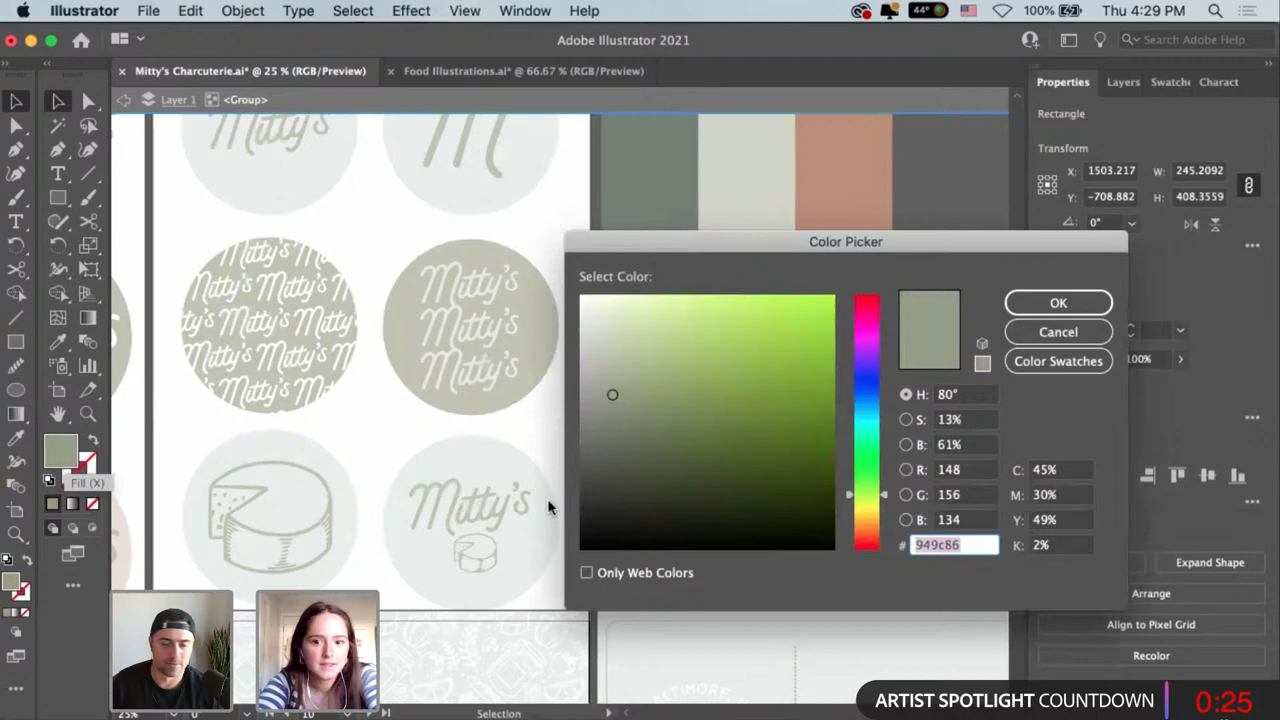 Illustrator File Edit Object Type Select Effect View Window Help
44° 100% Thu 4:29 PM
Adobe Illustrator 2021
Search Adobe Help
Mitty's Charcuterie.ai* @ 25 % (RGB/Preview)
Food Illustrations.ai* @ 66.67 % (RGB/Preview)
Properties Layers Swatche Charact
Layer 1 <Group>
Rectangle
Transform
X: 1503.217 W: 245.2092
Y: -708.882 H: 408.3559
0°
Mitty's
M
Mitty's Mitty's
Mitty's
Mitty's
Mitty's
Mitty's
Color Picker
Select Color:
OK
Cancel
Color Swatches
H: 80°
S: 13%
B: 61%
R: 148
G: 156
B: 134
# 949c86
C: 45%
M: 30%
Y: 49%
K: 2%
Only Web Colors
100%
Fill (X)
Expand Shape
Arrange
Align to Pixel Grid
Recolor
25% 0° 10 Selection
ARTIST SPOTLIGHT COUNTDOWN 0:25